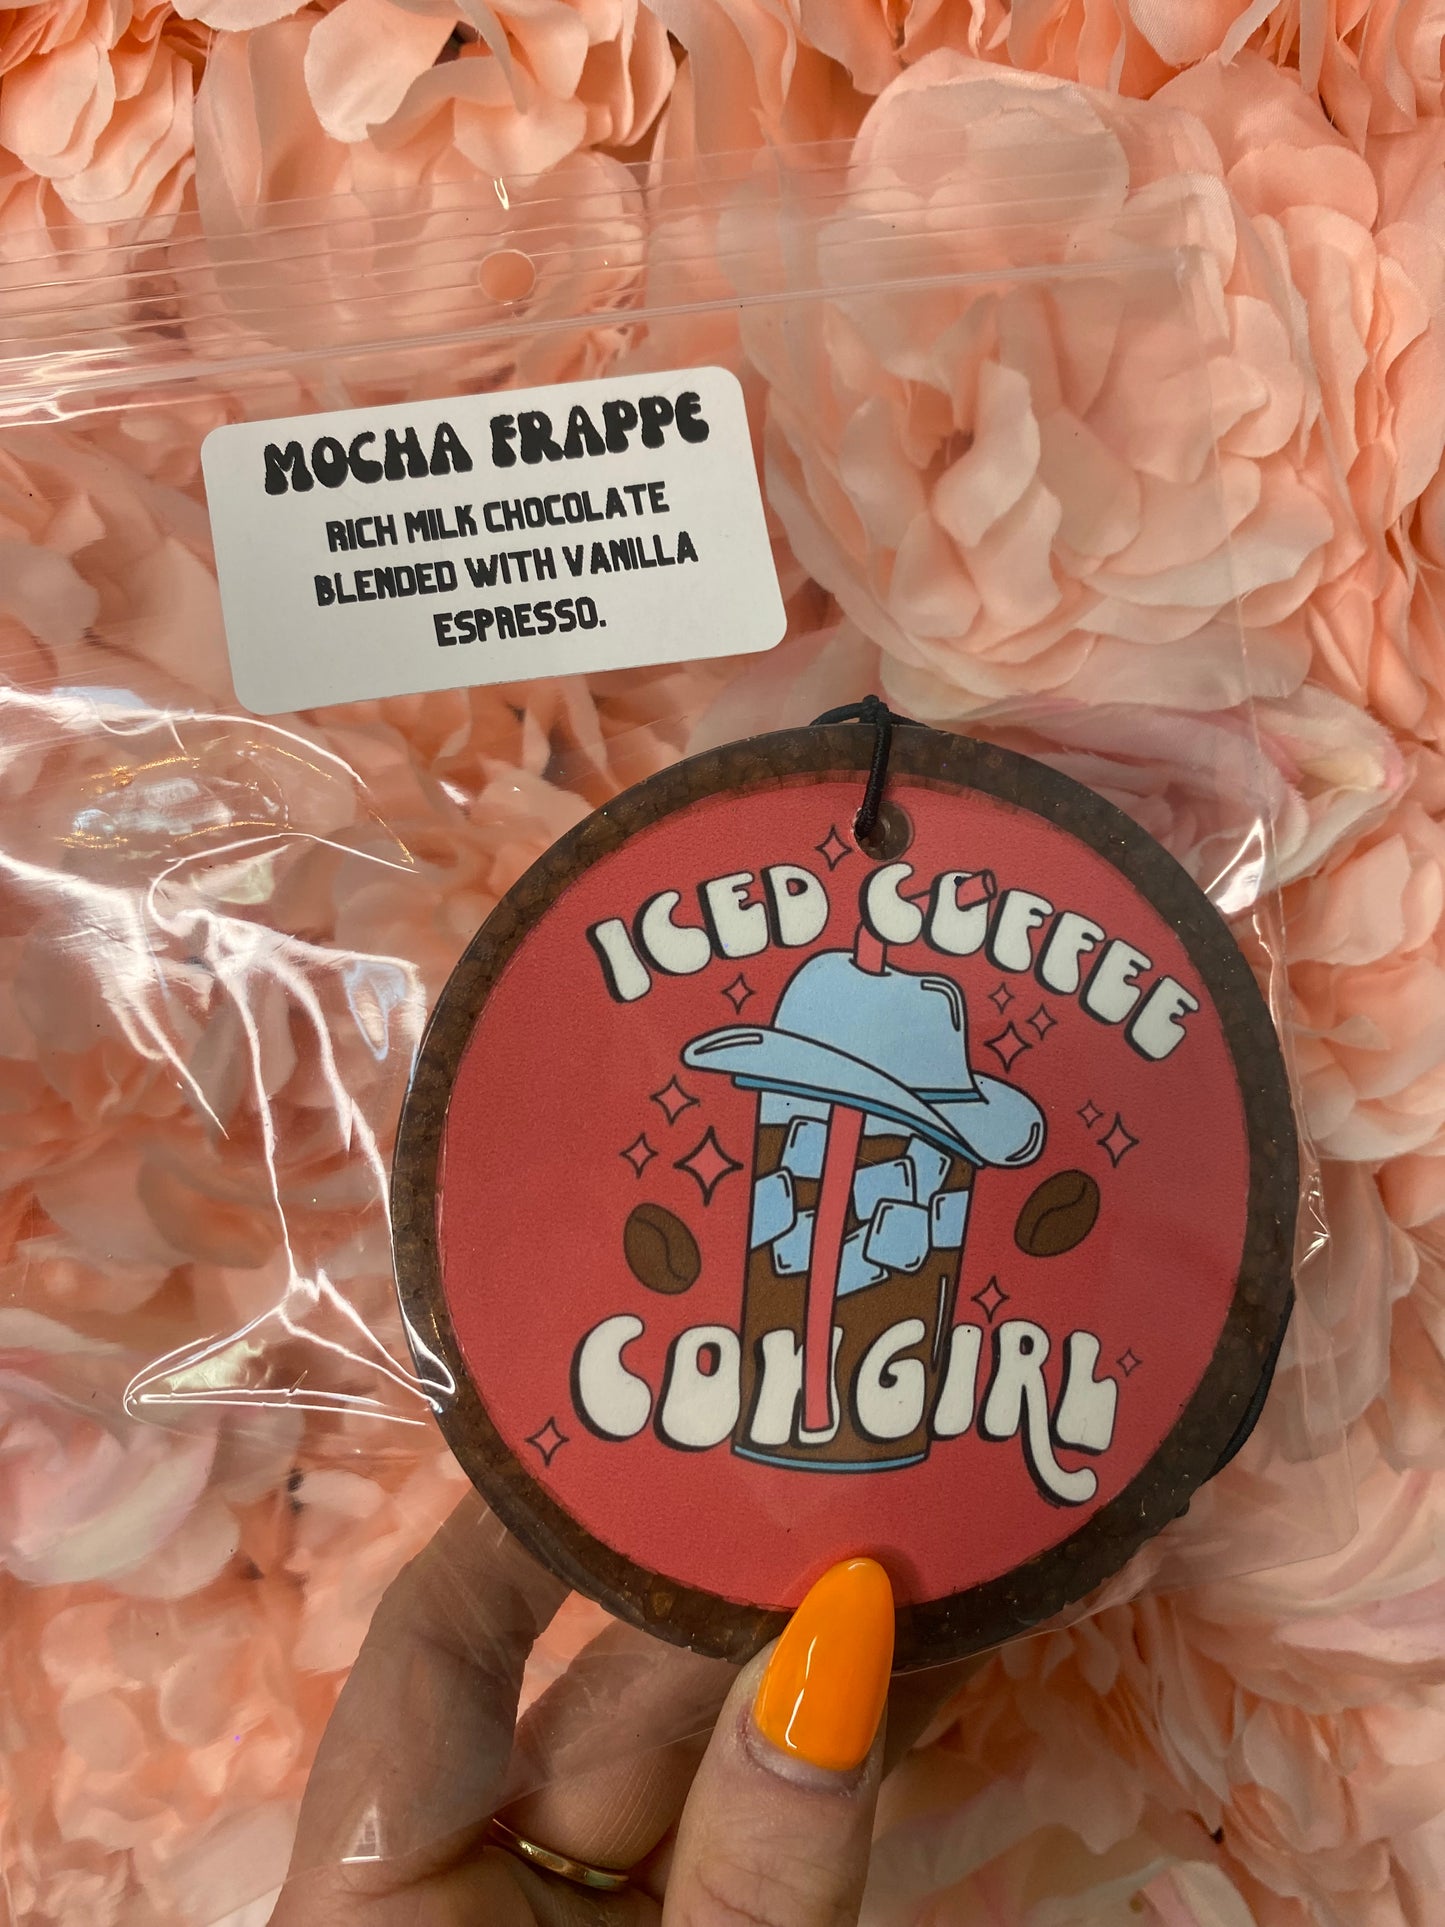 MOCHA FRAPPE
RICH MILK CHOCOLATE
BLENDED WITH VANILLA
ESPRESSO.
ICED COFFEE
COWGIRL